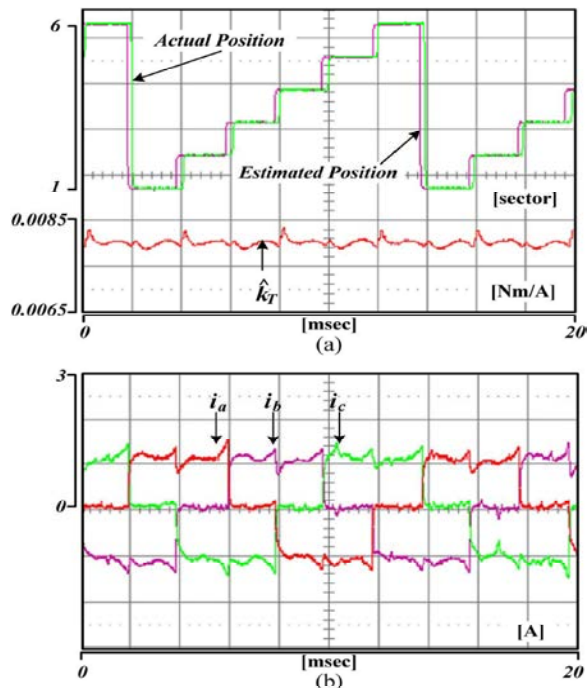 6
Actual Position
Estimated Position
1
[sector]
0.0085
k̂T
[Nm/A]
0.0065
0
[msec]
20
(a)
3
ia
ib
ic
0
[A]
0
[msec]
20
(b)